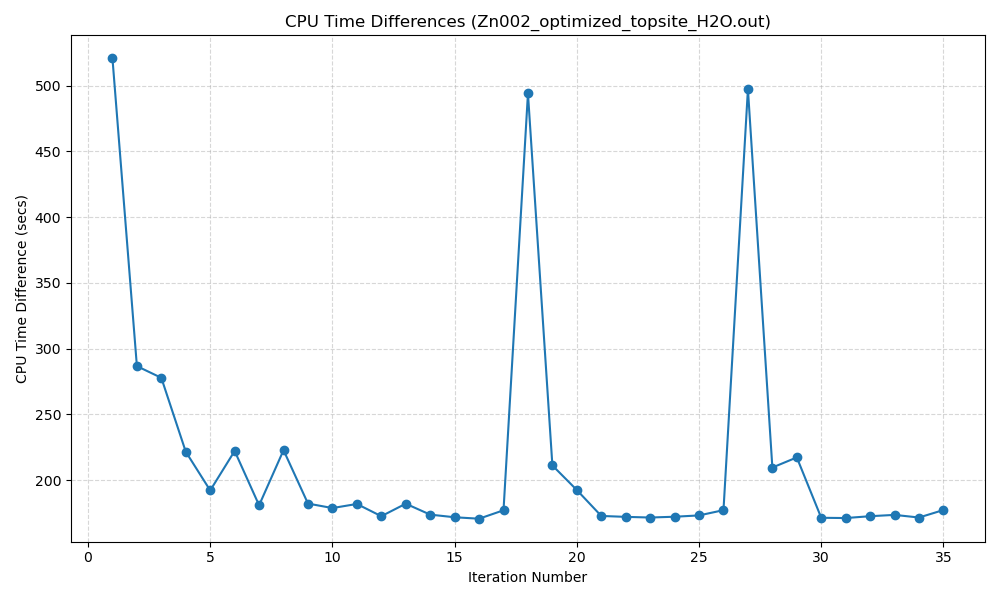 CPU Time Differences (Zn002_optimized_topsite_H2O.out)
CPU Time Difference (secs)
500
450
400
350
300
250
200
0 5 10 15 20 25 30 35
Iteration Number